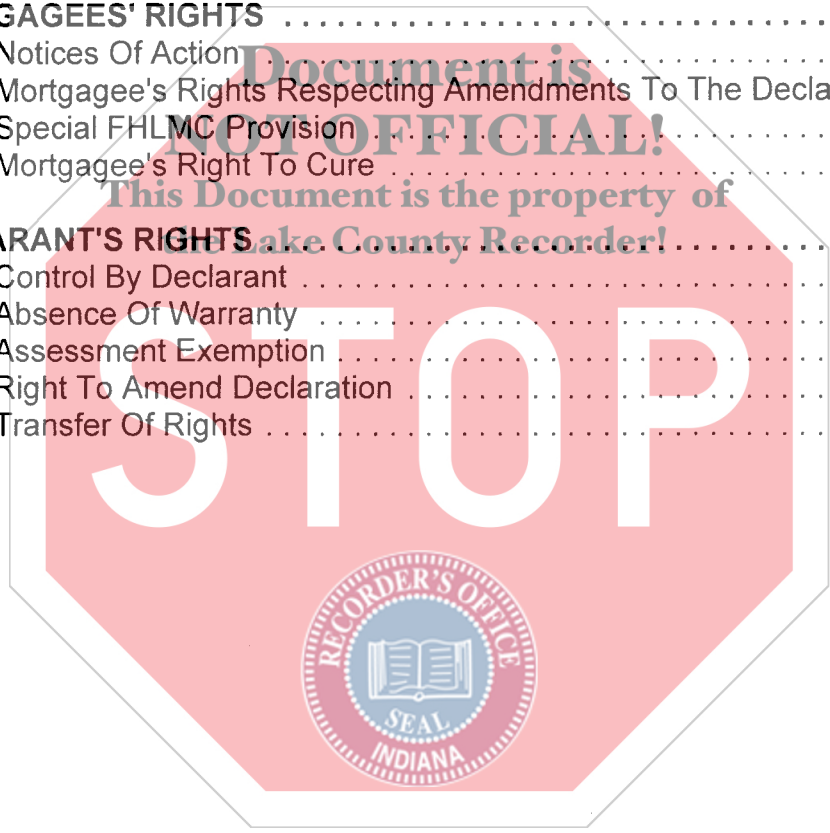 GAGEES' RIGHTS
Notices Of Action
Mortgagee's Rights Respecting Amendments To The Decla
Special FHLMC Provision
Mortgagee's Right To Cure
ARANT'S RIGHTS
Control By Declarant
Absence Of Warranty
Assessment Exemption
Right To Amend Declaration
Transfer Of Rights
Document is
NOT OFFICIAL!
This Document is the property of
the Lake County Recorder!
STOP
RECORDER'S OFFICE
SEAL
INDIANA